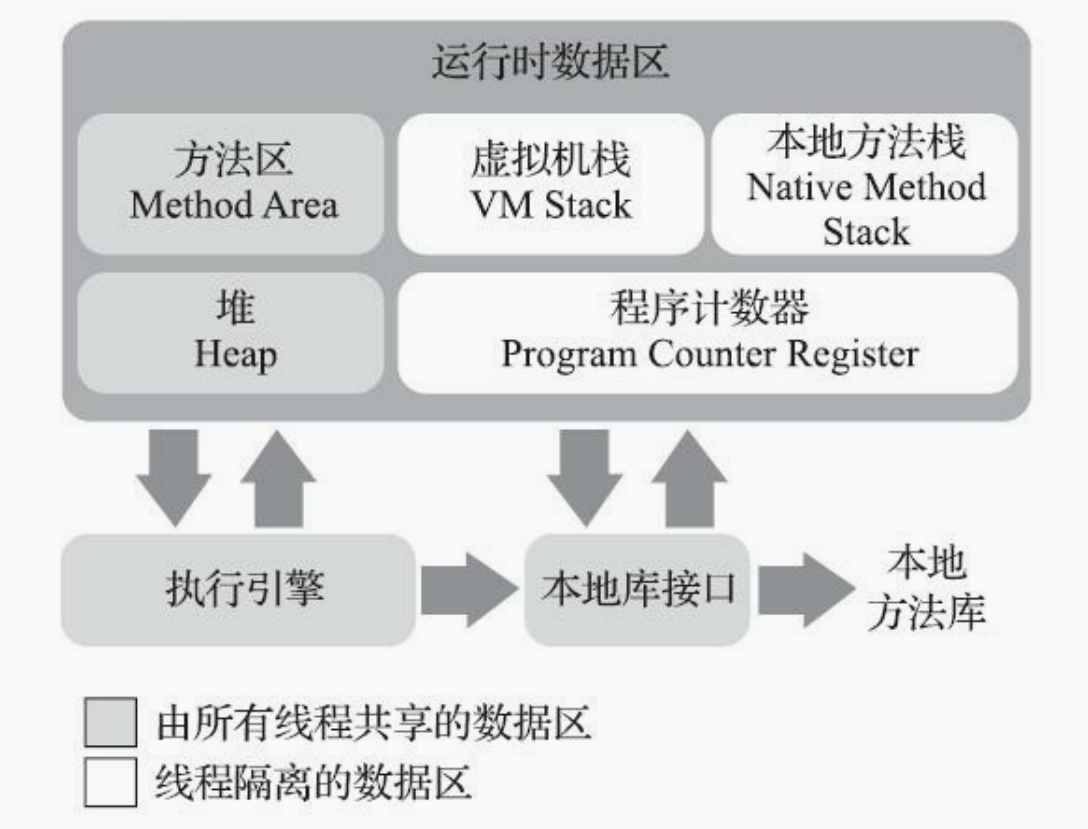 运行时数据区
方法区
Method Area
虚拟机栈
VM Stack
本地方法栈
Native Method
Stack
堆
Heap
程序计数器
Program Counter Register
执行引擎
本地库接口
本地
方法库
由所有线程共享的数据区
线程隔离的数据区